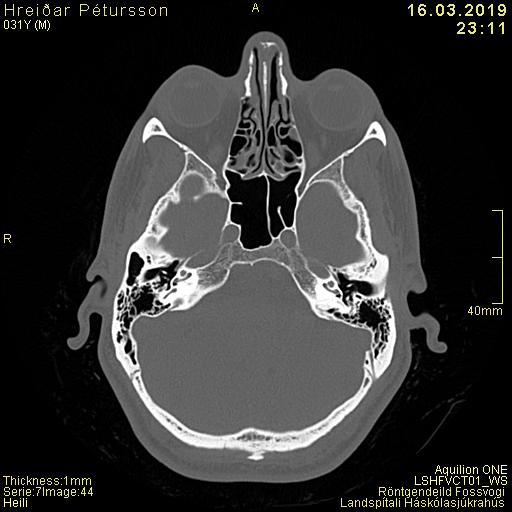 Hreiðar Pétursson
031Y (M)
A
16.03.2019
23:11
R
40mm
Thickness:1mm
Serie:7Image:44
Heili
Aquilion ONE
LSHFVCT01_WS
Röntgendeild Fossvogi
Landspítali Háskólasjúkrahús